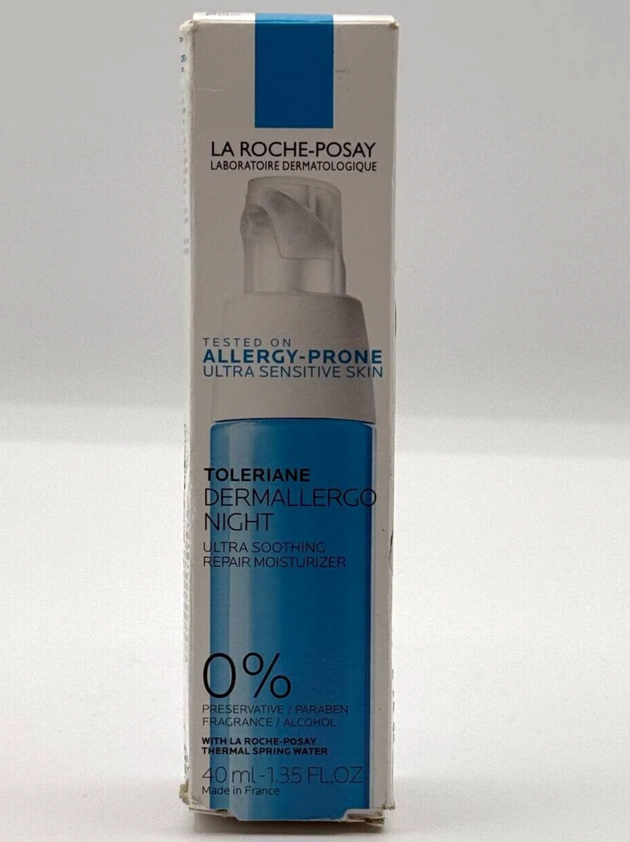 LA ROCHE-POSAY
LABORATOIRE DERMATOLOGIQUE
TESTED ON
ALLERGY-PRONE
ULTRA SENSITIVE SKIN
TOLERIANE
DERMALLERGO
NIGHT
ULTRA SOOTHING
REPAIR MOISTURIZER
0%
PRESERVATIVE / PARABEN
FRAGRANCE / ALCOHOL
WITH LA ROCHE-POSAY
THERMAL SPRING WATER
40 ml - 1.35 FL.OZ.
Made in France